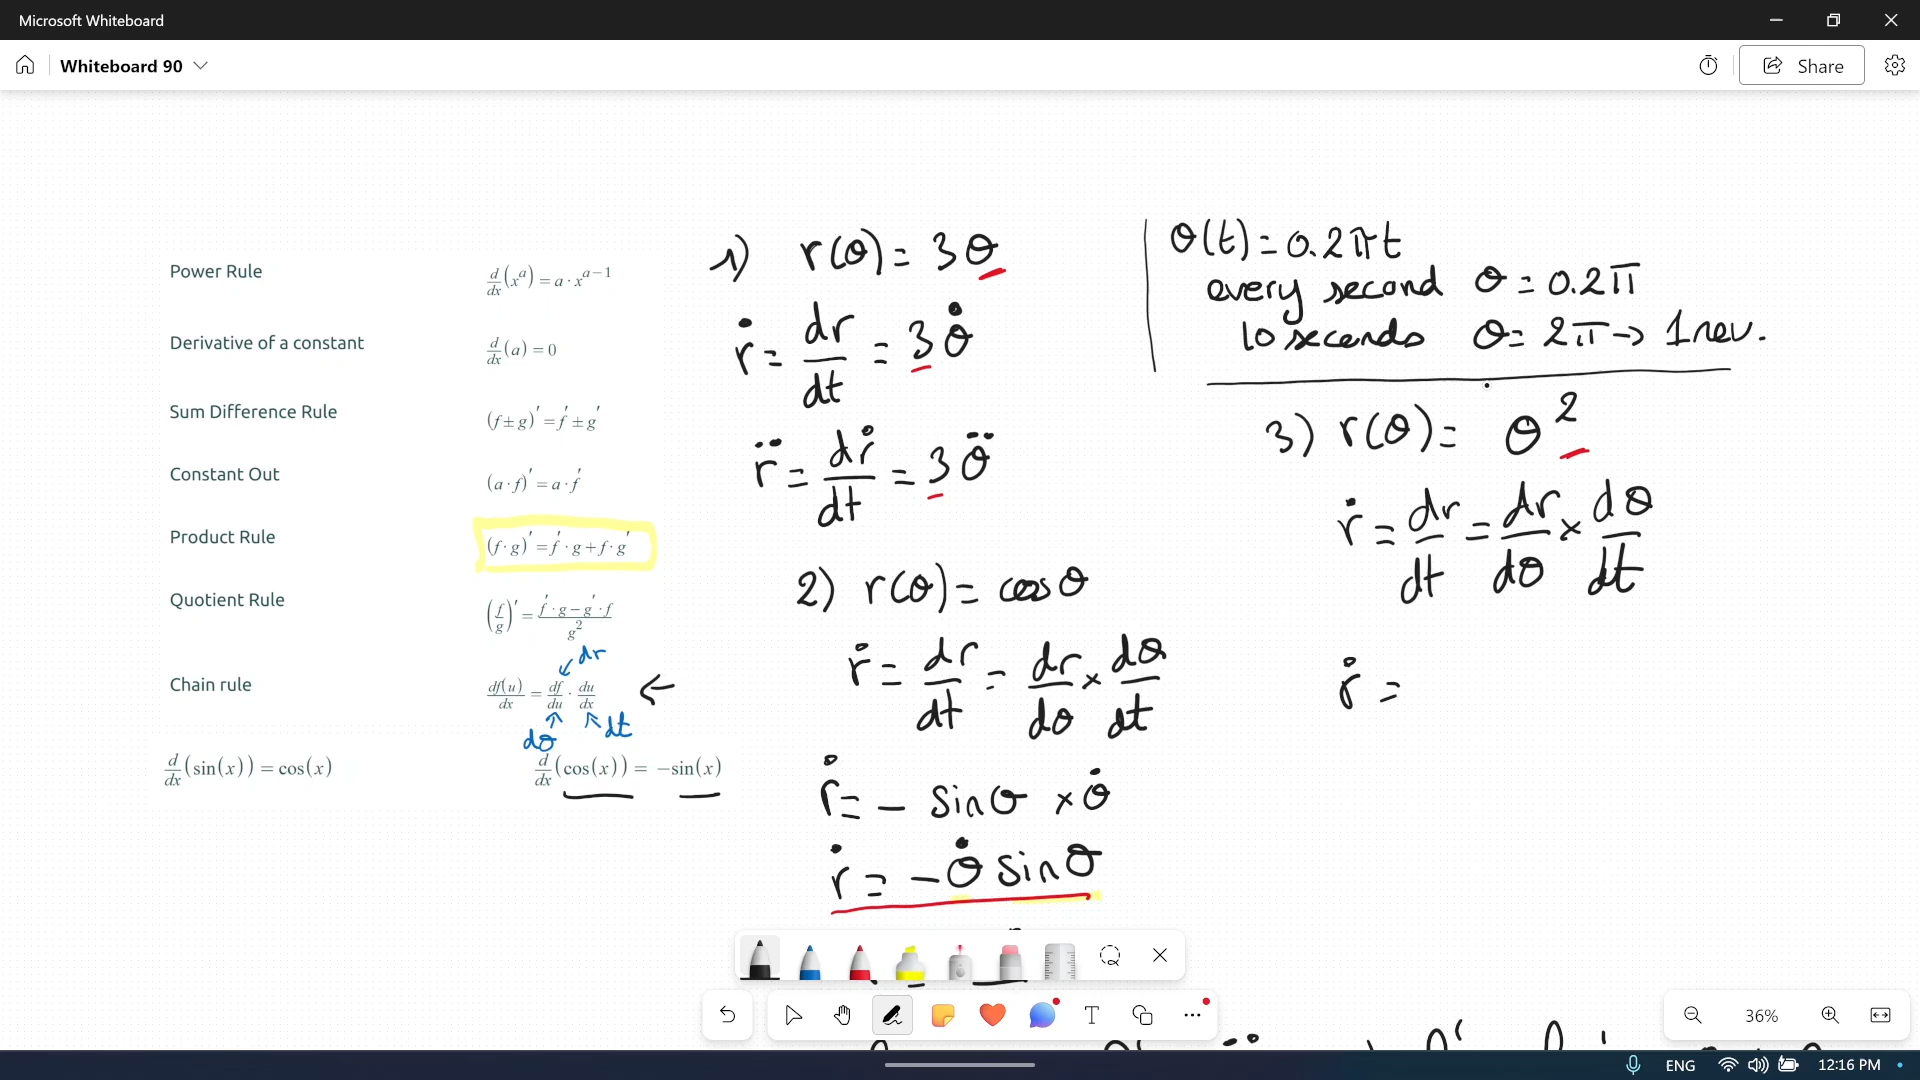 Microsoft Whiteboard
Whiteboard 90
Share
Power Rule d/dx(x^a) = a · x^(a−1)
Derivative of a constant d/dx(a) = 0
Sum Difference Rule (f ± g)′ = f′ ± g′
Constant Out (a · f)′ = a · f′
Product Rule (f · g)′ = f′ · g + f · g′
Quotient Rule (f/g)′ = (f′ · g − g′ · f)/g²
dr
Chain rule df(u)/dx = df/du · du/dx ←
dθ dt
d/dx(sin(x)) = cos(x) d/dx(cos(x)) = −sin(x)
1) r(θ) = 3θ
ṙ = dr/dt = 3θ̇
r̈ = dṙ/dt = 3θ̈
2) r(θ) = cosθ
ṙ = dr/dt = dr/dθ × dθ/dt
ṙ = − sinθ × θ̇
ṙ = −θ̇ sinθ
θ(t) = 0.2πt
every second θ = 0.2π
10 seconds θ = 2π → 1 rev.
3) r(θ) = θ²
ṙ = dr/dt = dr/dθ × dθ/dt
ṙ =
36%
ENG 12:16 PM